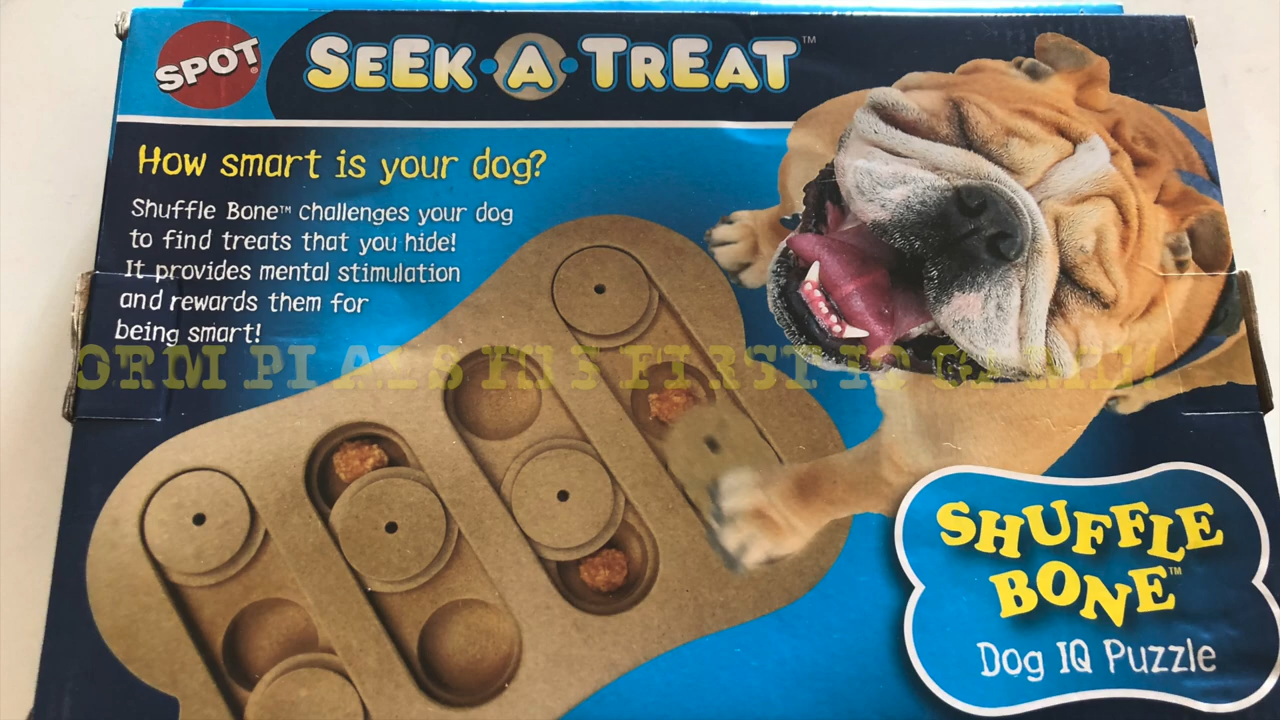 SPOT
SEEK·A·TREAT™
How smart is your dog?
Shuffle Bone™ Challenges your dog
to find treats that you hide!
It provides mental stimulation
and rewards them for
being smart!
FIRST
SHUFFLE
BONE™
Dog IQ Puzzle